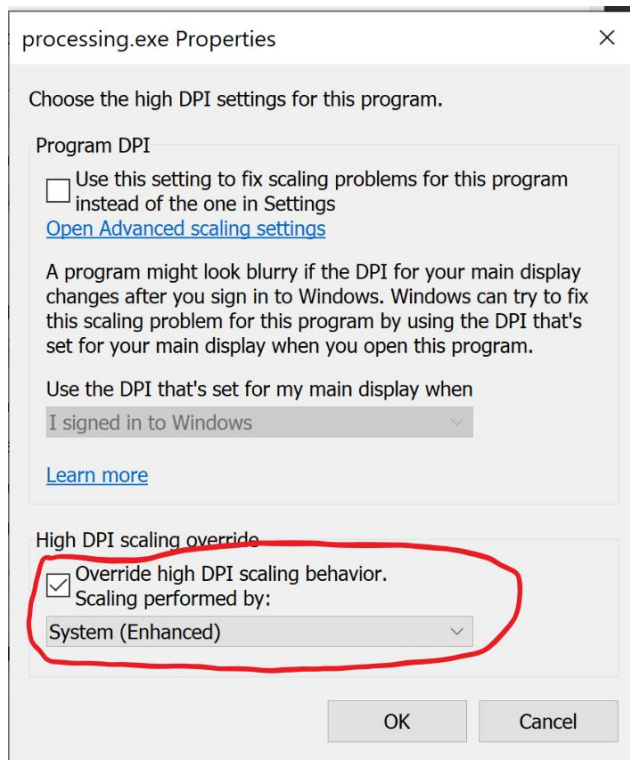 processing.exe Properties
Choose the high DPI settings for this program.
Program DPI
Use this setting to fix scaling problems for this program
instead of the one in Settings
Open Advanced scaling settings
A program might look blurry if the DPI for your main display
changes after you sign in to Windows. Windows can try to fix
this scaling problem for this program by using the DPI that's
set for your main display when you open this program.
Use the DPI that's set for my main display when
I signed in to Windows
Learn more
High DPI scaling override
Override high DPI scaling behavior.
Scaling performed by:
System (Enhanced)
OK Cancel